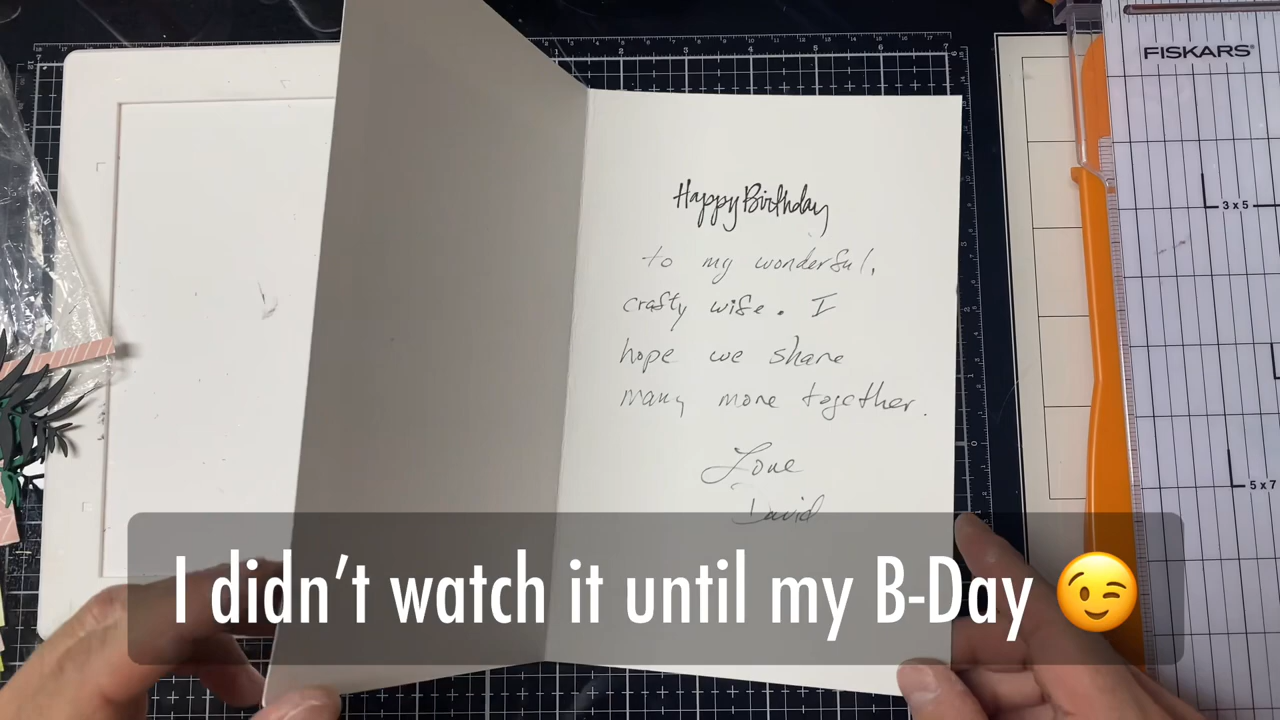 FISKARS
Happy Birthday
to my wonderful,
crafty wife. I
hope we share
many more together.
Love
David
3 x 5
5 x 7
I didn't watch it until my B-Day 😉